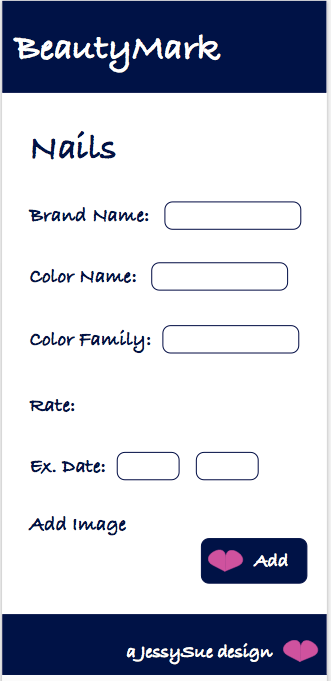 BeautyMark
Nails
Brand Name:
Color Name:
Color Family:
Rate:
Ex. Date:
Add Image
Add
a JessySue design